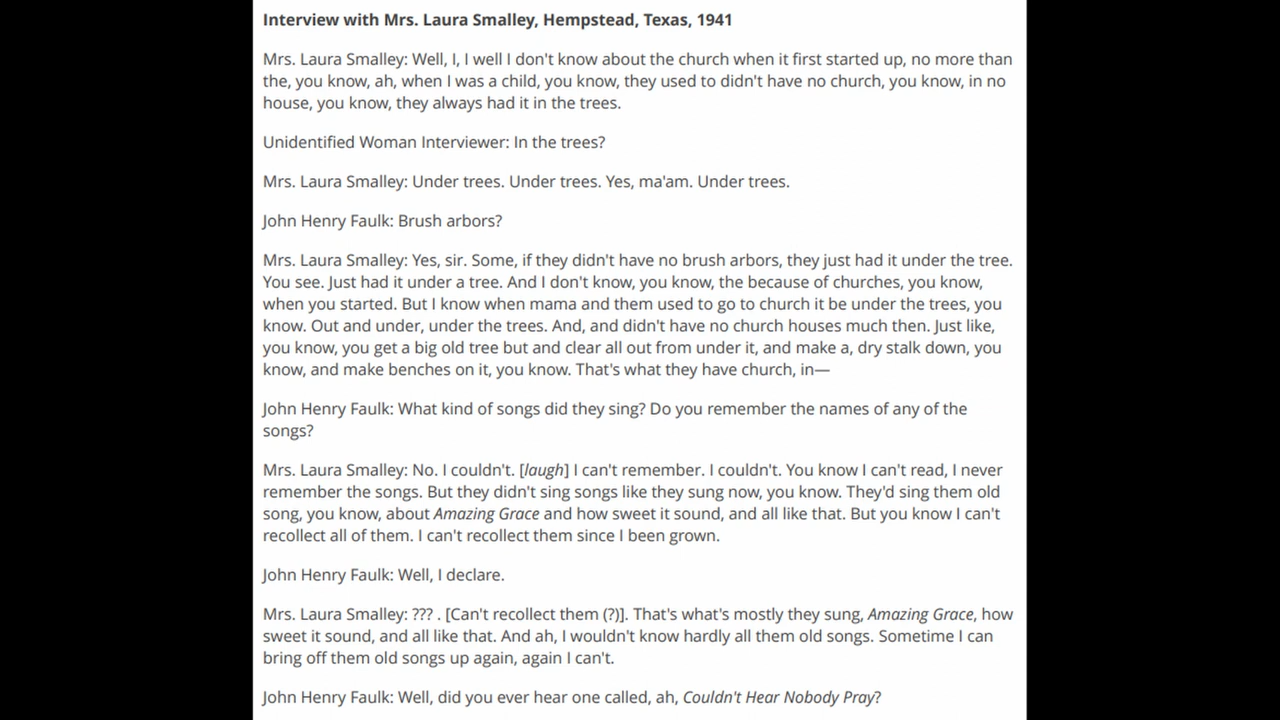 Interview with Mrs. Laura Smalley, Hempstead, Texas, 1941
Mrs. Laura Smalley: Well, I, I well I don't know about the church when it first started up, no more than
the, you know, ah, when I was a child, you know, they used to didn't have no church, you know, in no
house, you know, they always had it in the trees.
Unidentified Woman Interviewer: In the trees?
Mrs. Laura Smalley: Under trees. Under trees. Yes, ma'am. Under trees.
John Henry Faulk: Brush arbors?
Mrs. Laura Smalley: Yes, sir. Some, if they didn't have no brush arbors, they just had it under the tree.
You see. Just had it under a tree. And I don't know, you know, the because of churches, you know,
when you started. But I know when mama and them used to go to church it be under the trees, you
know. Out and under, under the trees. And, and didn't have no church houses much then. Just like,
you know, you get a big old tree but and clear all out from under it, and make a, dry stalk down, you
know, and make benches on it, you know. That's what they have church, in—
John Henry Faulk: What kind of songs did they sing? Do you remember the names of any of the
songs?
Mrs. Laura Smalley: No. I couldn't. [laugh] I can't remember. I couldn't. You know I can't read, I never
remember the songs. But they didn't sing songs like they sung now, you know. They'd sing them old
song, you know, about Amazing Grace and how sweet it sound, and all like that. But you know I can't
recollect all of them. I can't recollect them since I been grown.
John Henry Faulk: Well, I declare.
Mrs. Laura Smalley: ??? . [Can't recollect them (?)]. That's what's mostly they sung, Amazing Grace, how
sweet it sound, and all like that. And ah, I wouldn't know hardly all them old songs. Sometime I can
bring off them old songs up again, again I can't.
John Henry Faulk: Well, did you ever hear one called, ah, Couldn't Hear Nobody Pray?